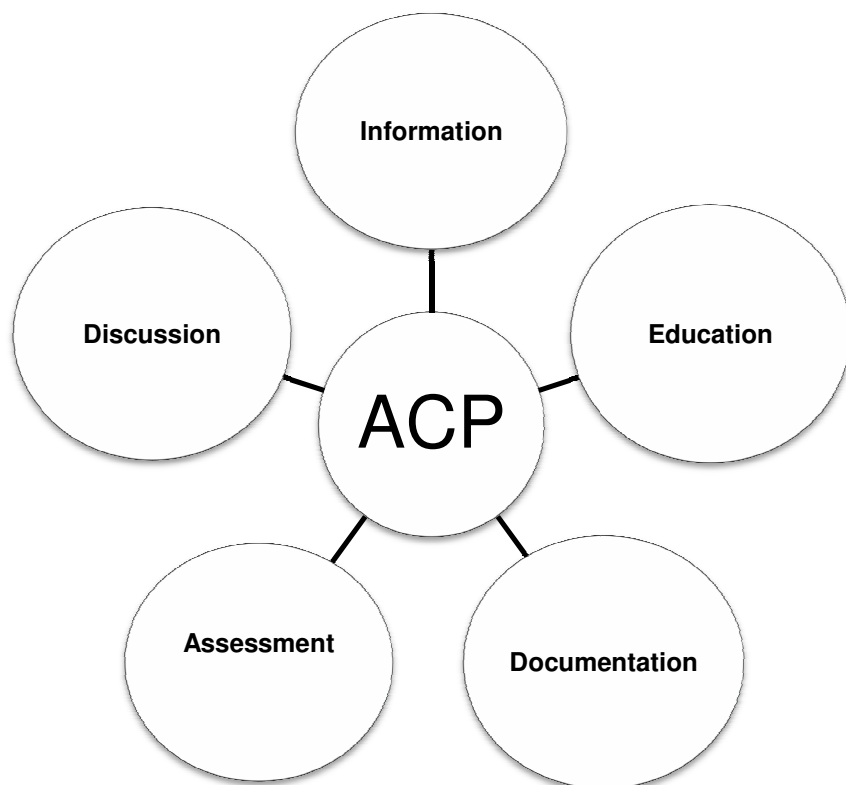 Information
Discussion
Education
ACP
Assessment
Documentation